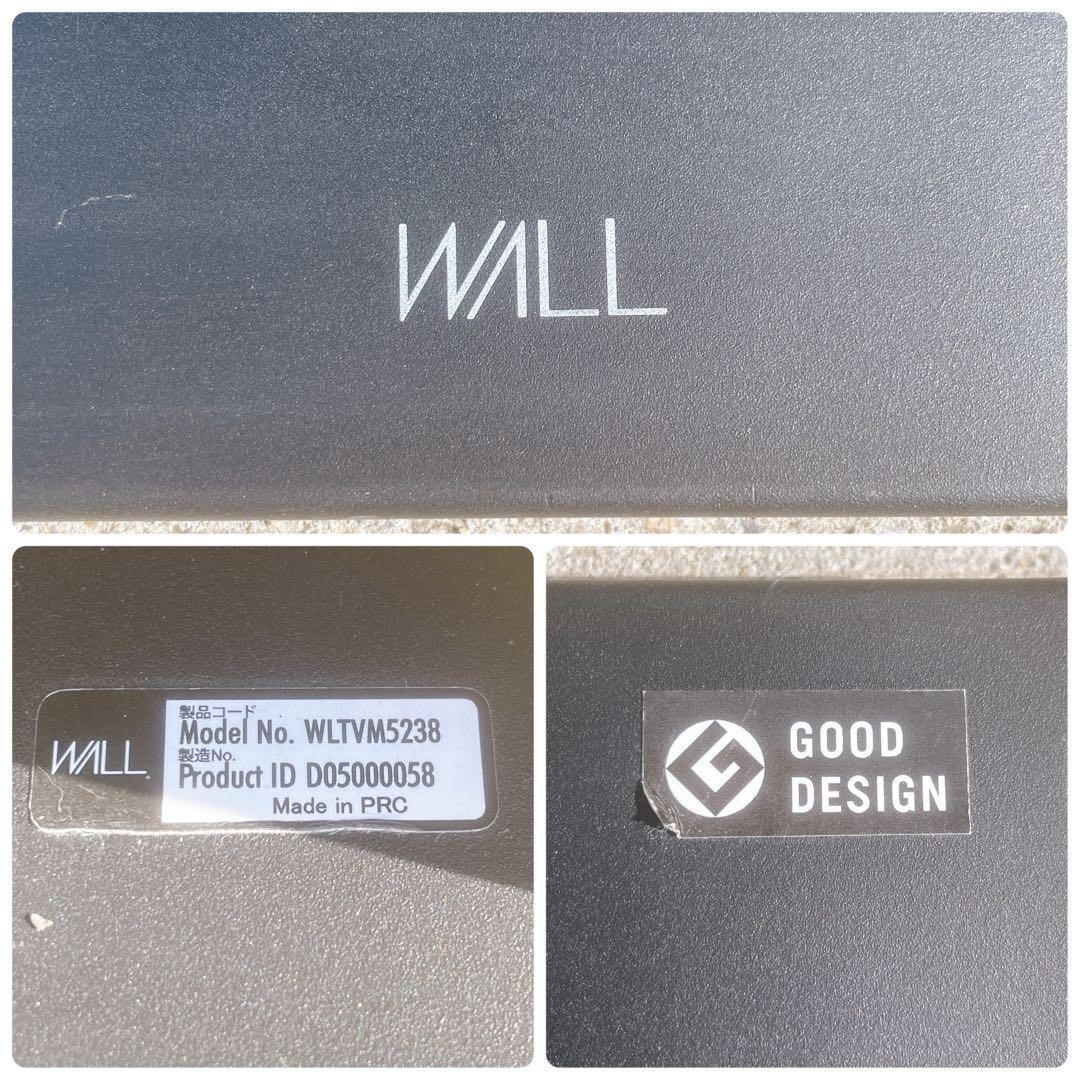 WALL
製品コード
Model No. WLTVM5238
製造No.
WALL
Product ID D05000058
Made in PRC
GOOD
DESIGN